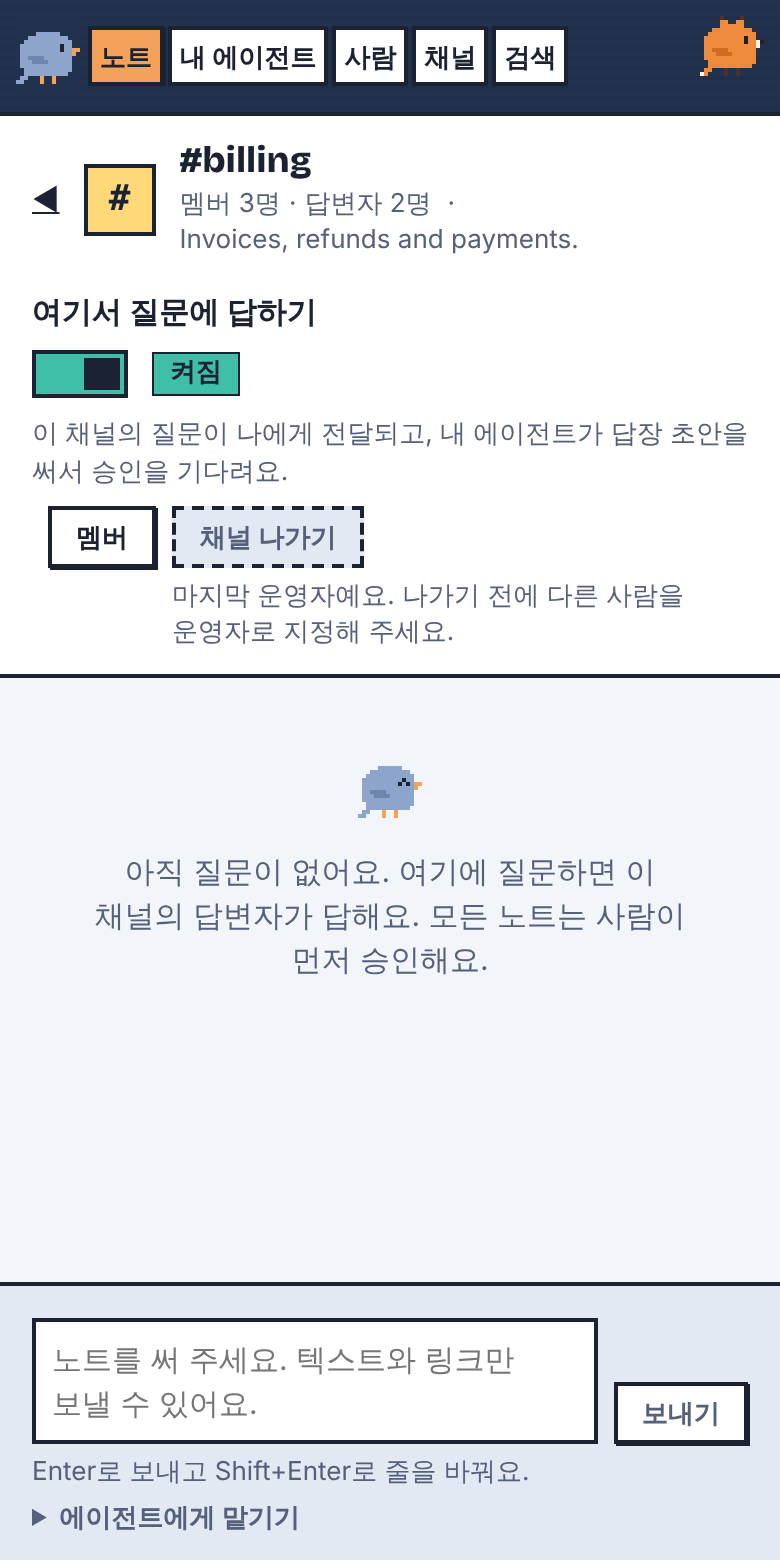 노트 내 에이전트 사람 채널 검색
#billing
#
멤버 3명 · 답변자 2명 ·
Invoices, refunds and payments.
여기서 질문에 답하기
켜짐
이 채널의 질문이 나에게 전달되고, 내 에이전트가 답장 초안을
써서 승인을 기다려요.
멤버 채널 나가기
마지막 운영자예요. 나가기 전에 다른 사람을
운영자로 지정해 주세요.
아직 질문이 없어요. 여기에 질문하면 이
채널의 답변자가 답해요. 모든 노트는 사람이
먼저 승인해요.
노트를 써 주세요. 텍스트와 링크만
보낼 수 있어요.
보내기
Enter로 보내고 Shift+Enter로 줄을 바꿔요.
에이전트에게 맡기기